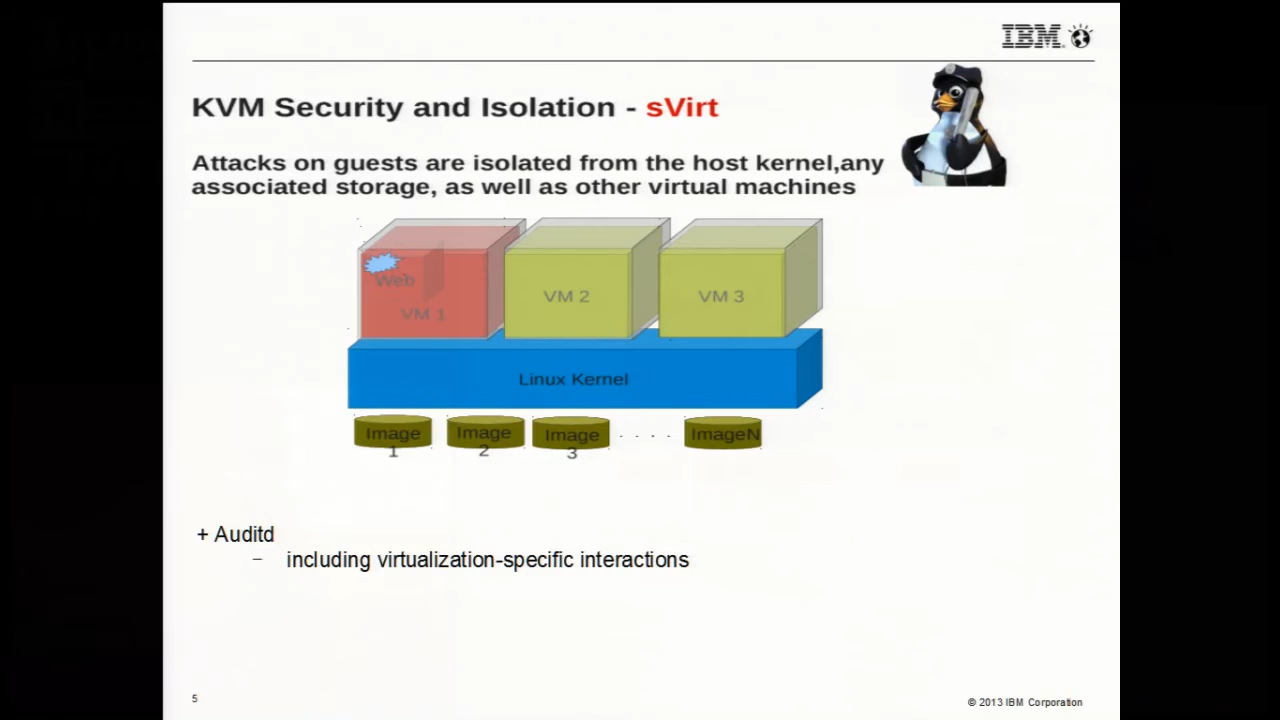 IBM
KVM Security and Isolation - sVirt
Attacks on guests are isolated from the host kernel,any
associated storage, as well as other virtual machines
Web
VM 1
VM 2
VM 3
Linux Kernel
Image
1
Image
2
Image
3
. . . .
ImageN
+ Auditd
– including virtualization-specific interactions
5
© 2013 IBM Corporation